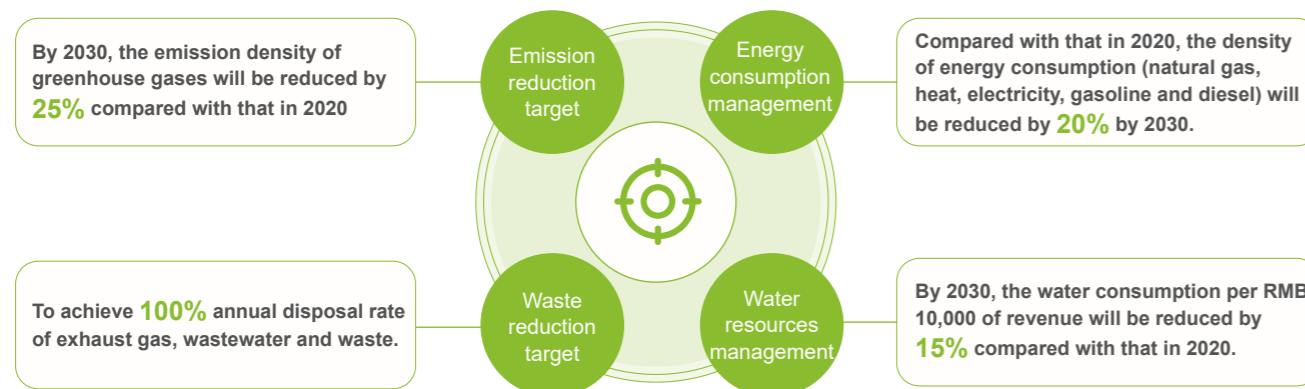 By 2030, the emission density of
greenhouse gases will be reduced by
25% compared with that in 2020
Emission
reduction
target
Energy
consumption
management
Compared with that in 2020, the density
of energy consumption (natural gas,
heat, electricity, gasoline and diesel) will
be reduced by 20% by 2030.
To achieve 100% annual disposal rate
of exhaust gas, wastewater and waste.
Waste
reduction
target
Water
resources
management
By 2030, the water consumption per RMB
10,000 of revenue will be reduced by
15% compared with that in 2020.